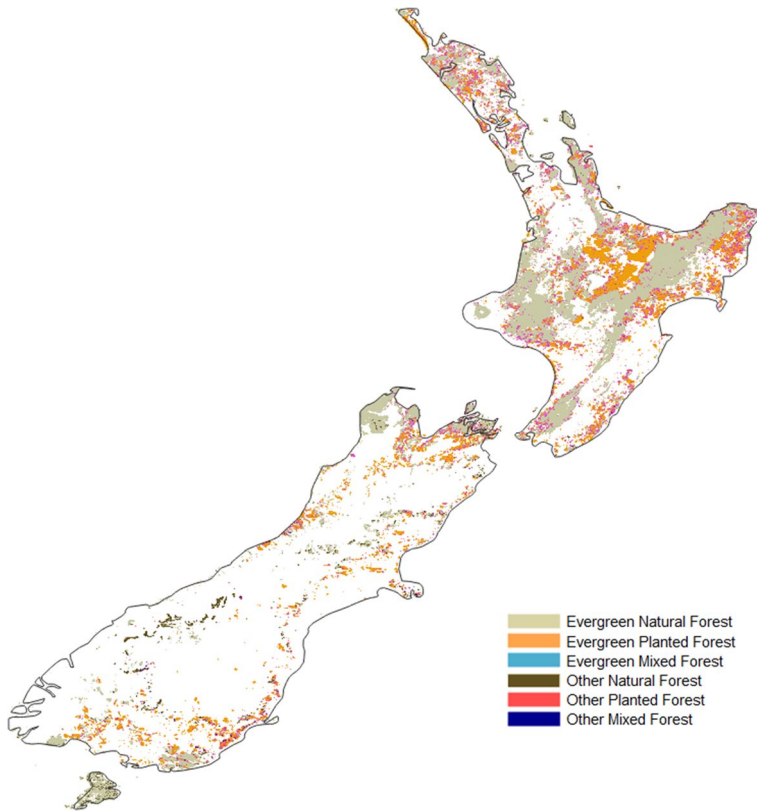 Evergreen Natural Forest
Evergreen Planted Forest
Evergreen Mixed Forest
Other Natural Forest
Other Planted Forest
Other Mixed Forest